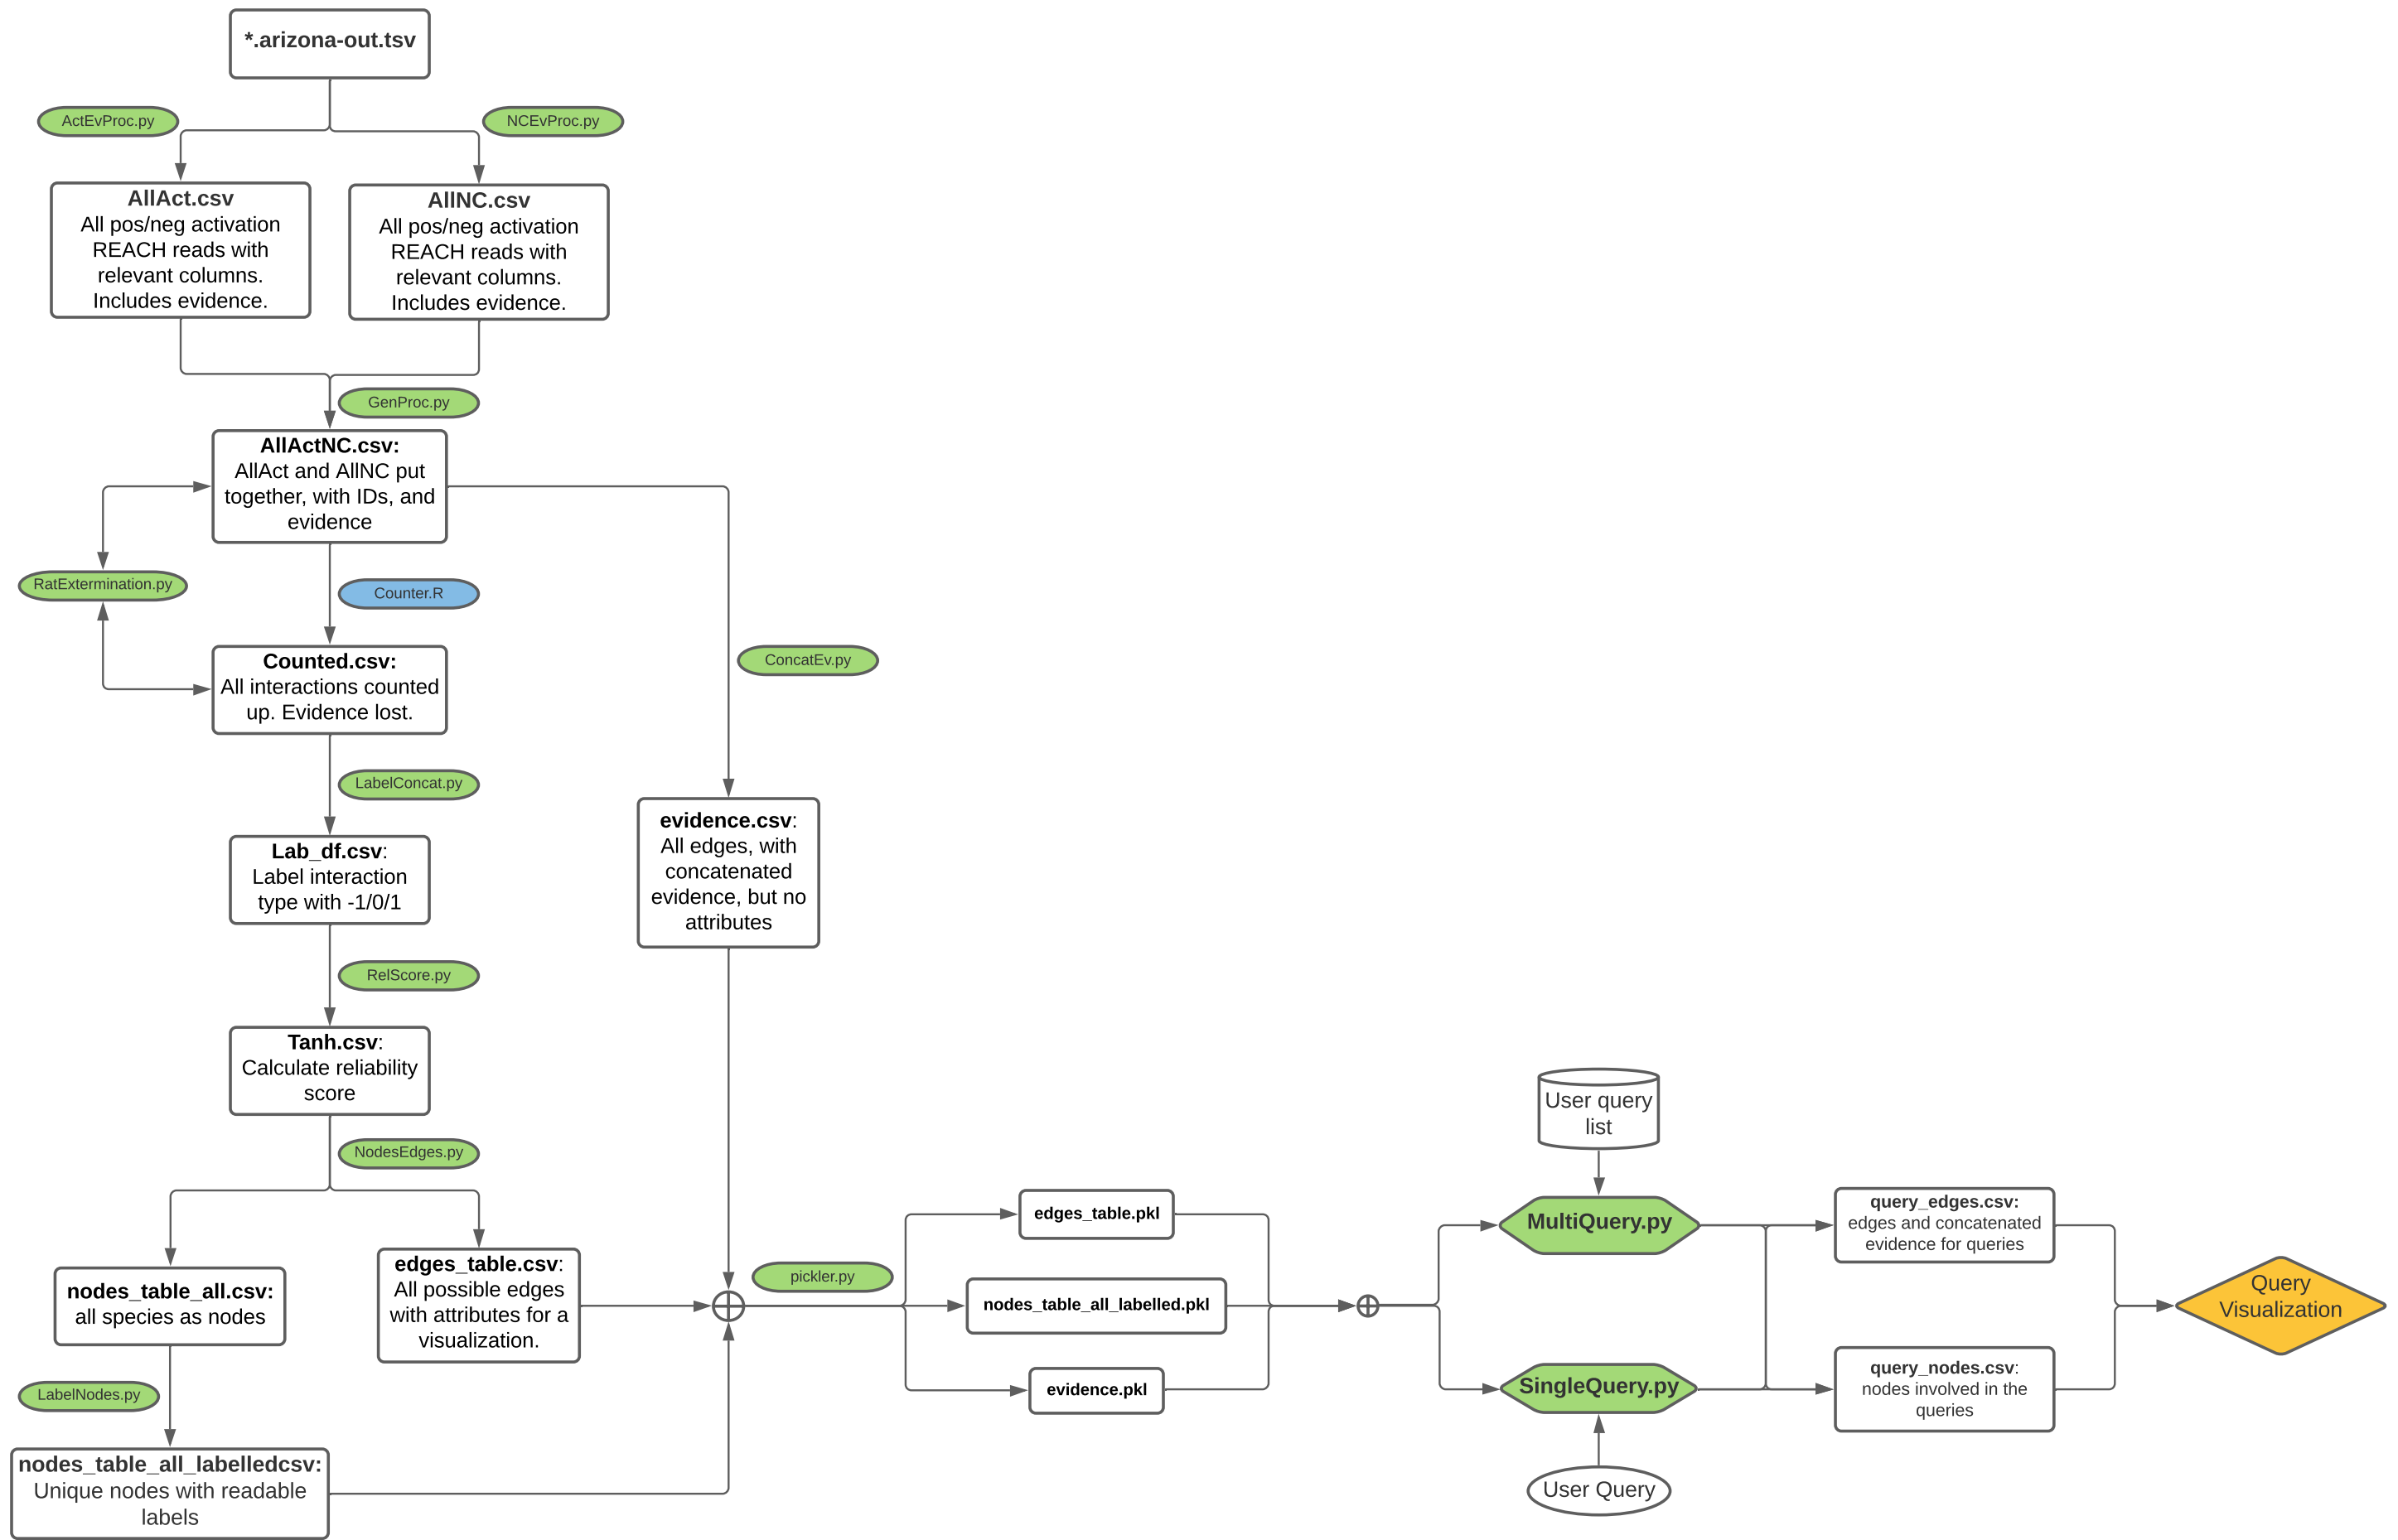 *.arizona-out.tsv
ActEvProc.py
NCEvProc.py
AllAct.csv
All pos/neg activation
REACH reads with
relevant columns.
Includes evidence.
AllNC.csv
All pos/neg activation
REACH reads with
relevant columns.
Includes evidence.
GenProc.py
AllActNC.csv:
AllAct and AllNC put
together, with IDs, and
evidence
RatExtermination.py
Counter.R
Counted.csv:
All interactions counted
up. Evidence lost.
ConcatEv.py
LabelConcat.py
Lab_df.csv:
Label interaction
type with -1/0/1
evidence.csv:
All edges, with
concatenated
evidence, but no
attributes
RelScore.py
Tanh.csv:
Calculate reliability
score
NodesEdges.py
nodes_table_all.csv:
all species as nodes
edges_table.csv:
All possible edges
with attributes for a
visualization.
LabelNodes.py
nodes_table_all_labelledcsv:
Unique nodes with readable
labels
pickler.py
edges_table.pkl
nodes_table_all_labelled.pkl
evidence.pkl
User query
list
MultiQuery.py
SingleQuery.py
User Query
query_edges.csv:
edges and concatenated
evidence for queries
query_nodes.csv:
nodes involved in the
queries
Query
Visualization